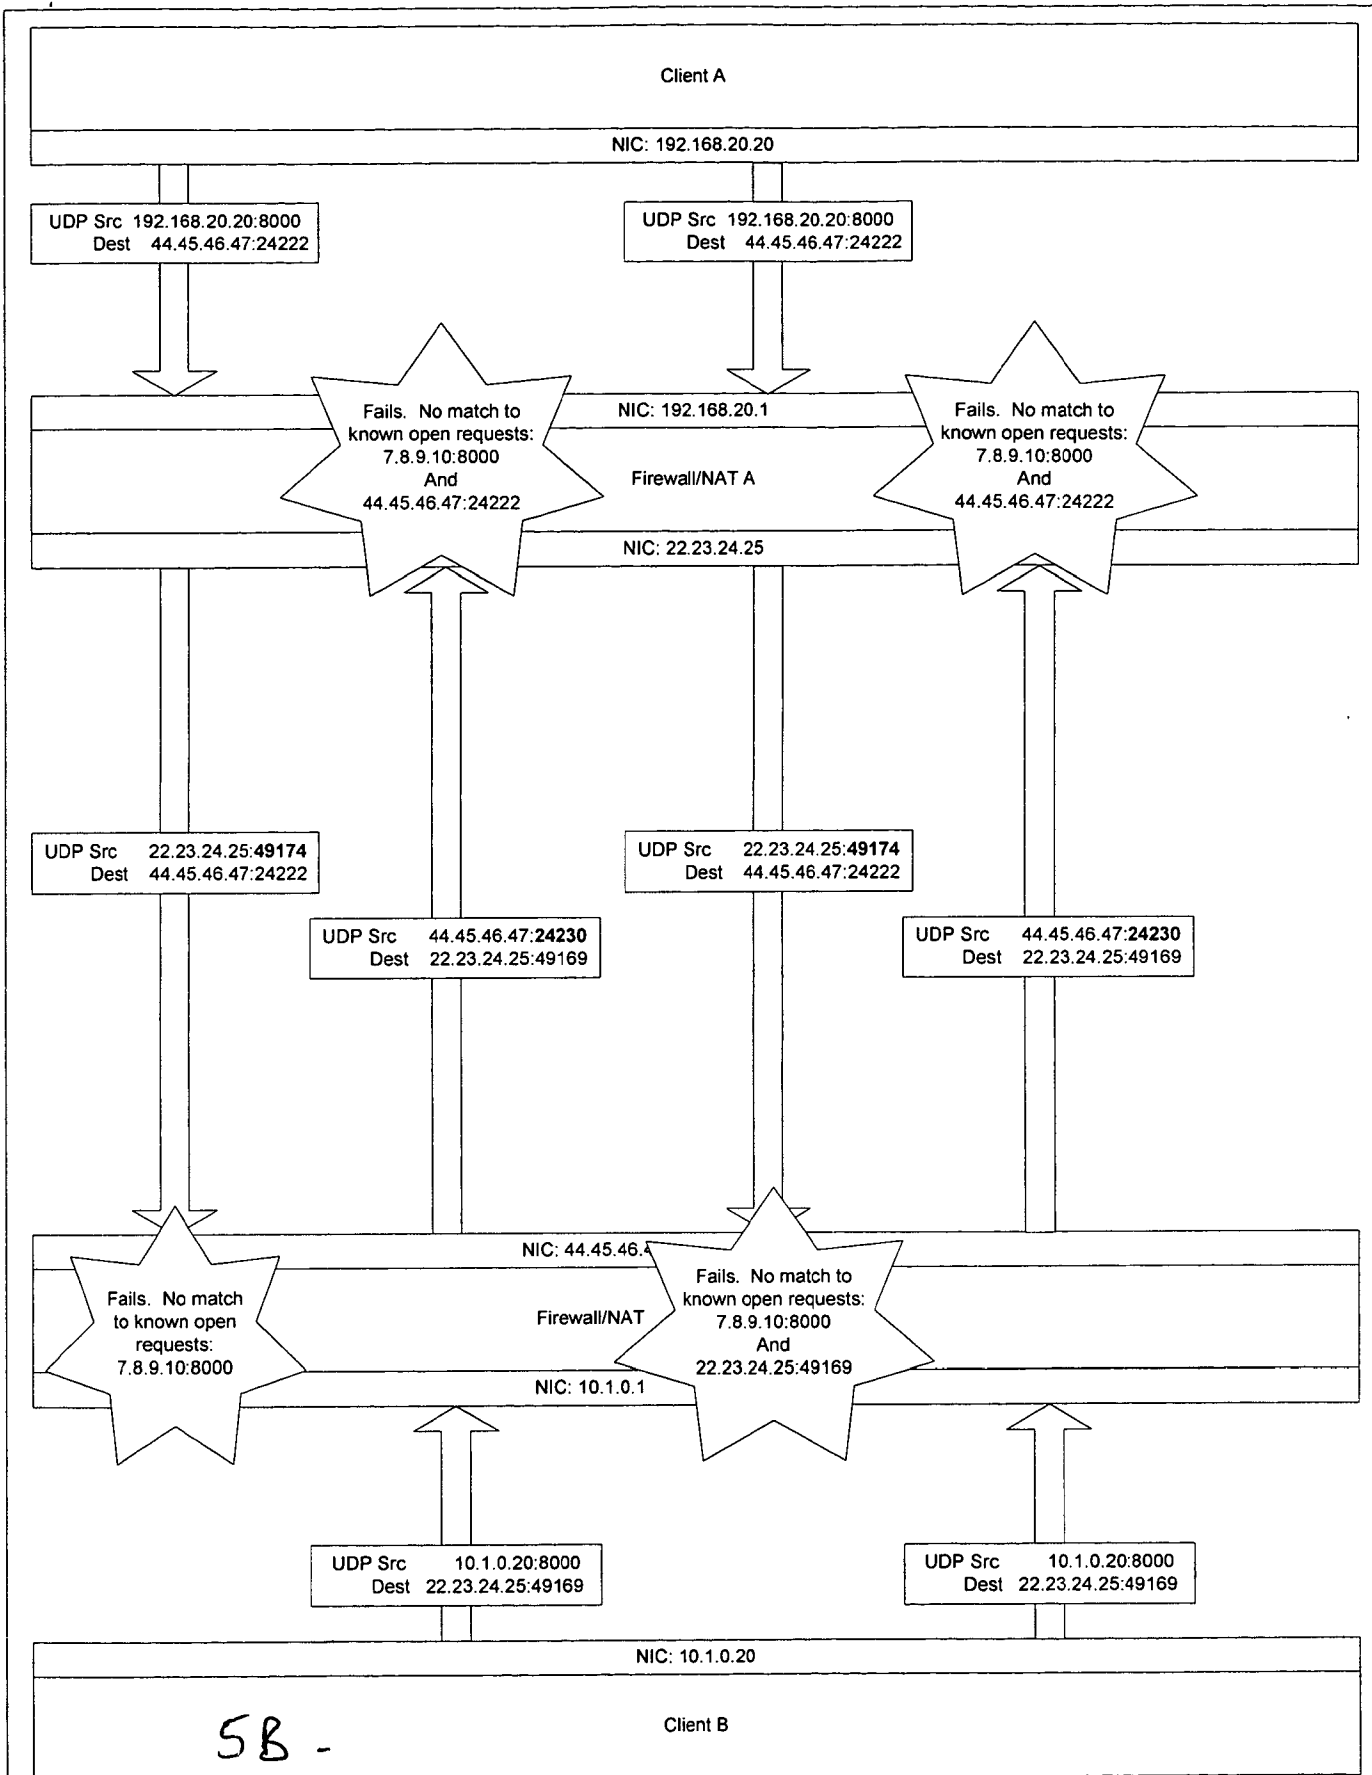 Client A
NIC: 192.168.20.20
UDP Src 192.168.20.20:8000
Dest 44.45.46.47:24222
UDP Src 192.168.20.20:8000
Dest 44.45.46.47:24222
NIC: 192.168.20.1
Fails. No match to
known open requests:
7.8.9.10:8000
And
44.45.46.47:24222
Firewall/NAT A
Fails. No match to
known open requests:
7.8.9.10:8000
And
44.45.46.47:24222
NIC: 22.23.24.25
UDP Src 22.23.24.25:49174
Dest 44.45.46.47:24222
UDP Src 22.23.24.25:49174
Dest 44.45.46.47:24222
UDP Src 44.45.46.47:24230
Dest 22.23.24.25:49169
UDP Src 44.45.46.47:24230
Dest 22.23.24.25:49169
NIC: 44.45.46.4
Fails. No match
to known open
requests:
7.8.9.10:8000
Firewall/NAT
Fails. No match to
known open requests:
7.8.9.10:8000
And
22.23.24.25:49169
NIC: 10.1.0.1
UDP Src 10.1.0.20:8000
Dest 22.23.24.25:49169
UDP Src 10.1.0.20:8000
Dest 22.23.24.25:49169
NIC: 10.1.0.20
Client B
5B -